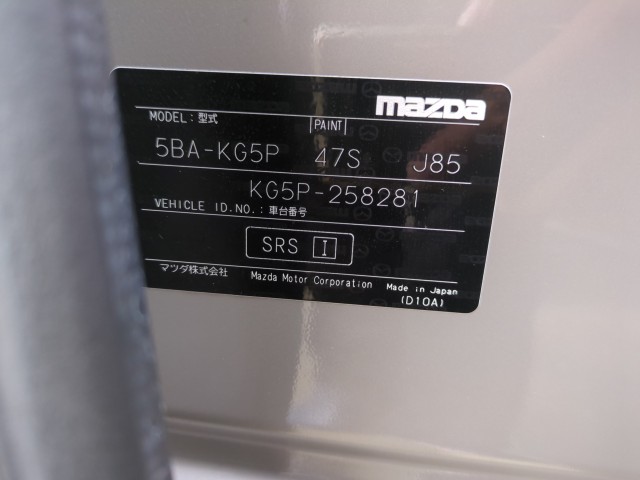 mazda
MODEL:型式 PAINT
5BA-KG5P 47S J85
KG5P-258281
VEHICLE ID.NO.:車台番号
SRS I
マツダ株式会社 Mazda Motor Corporation Made in Japan
(D10A)